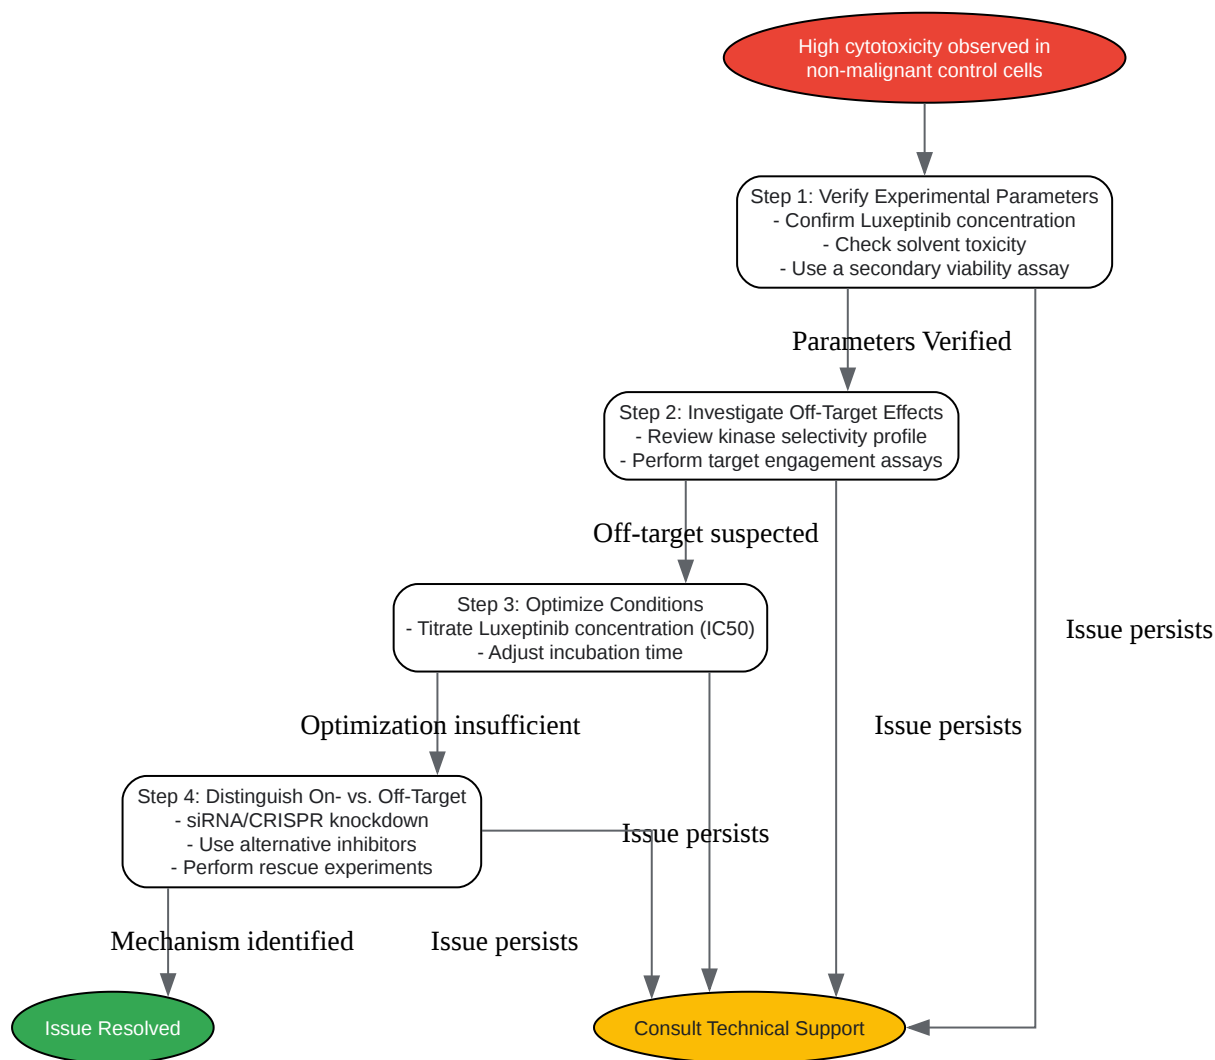 High cytotoxicity observed in
non-malignant control cells
Step 1: Verify Experimental Parameters
- Confirm Luxeptinib concentration
- Check solvent toxicity
- Use a secondary viability assay
Parameters Verified
Step 2: Investigate Off-Target Effects
- Review kinase selectivity profile
- Perform target engagement assays
Off-target suspected
Step 3: Optimize Conditions
- Titrate Luxeptinib concentration (IC50)
- Adjust incubation time
Issue persists
Optimization insufficient
Issue persists
Step 4: Distinguish On- vs. Off-Target
- siRNA/CRISPR knockdown
- Use alternative inhibitors
- Perform rescue experiments
Issue persists
Mechanism identified
Issue persists
Issue Resolved
Consult Technical Support